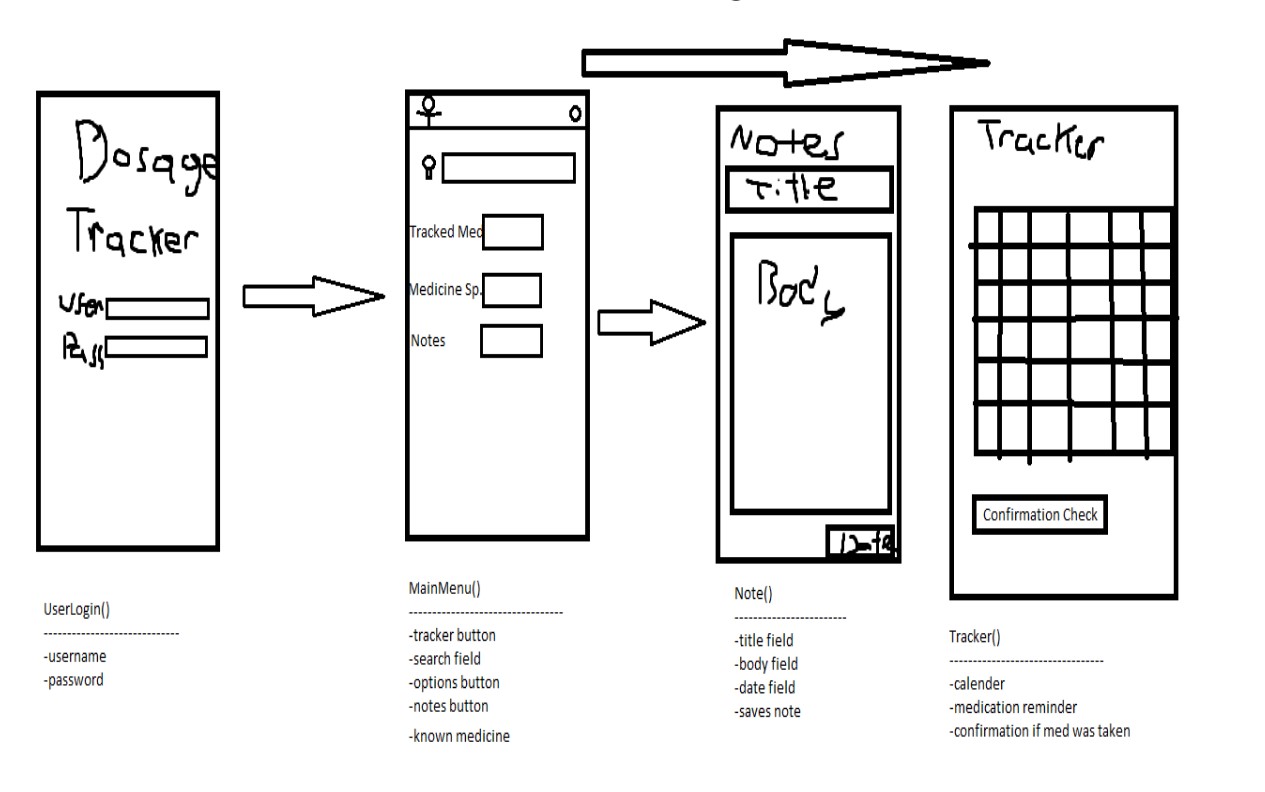 Dosage
Tracker
User
Pass
UserLogin()
-----------------------------
-username
-password
Tracked Med
Medicine Sp.
Notes
MainMenu()
---------------------------------
-tracker button
-search field
-options button
-notes button
-known medicine
Notes
Title
Body
Date
Note()
------------------------
-title field
-body field
-date field
-saves note
Tracker
Confirmation Check
Tracker()
---------------------------------
-calender
-medication reminder
-confirmation if med was taken